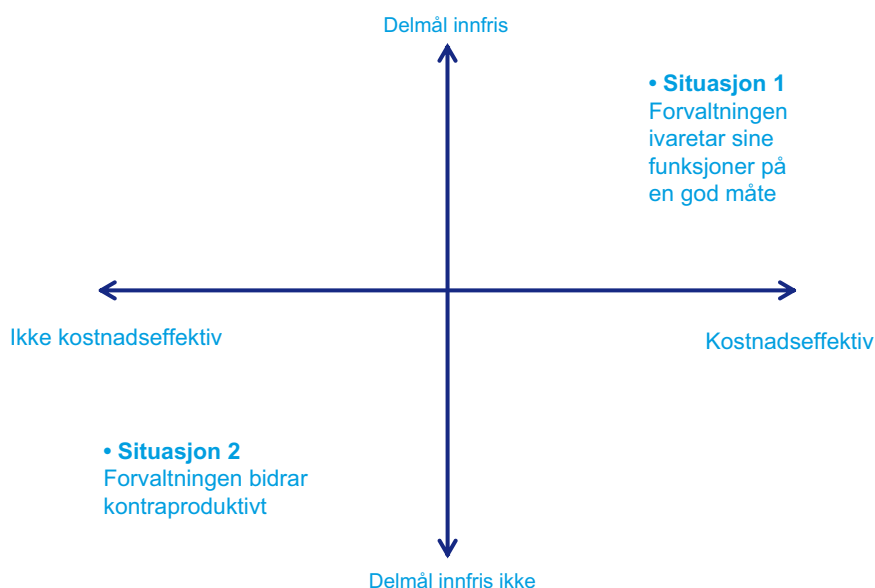 Delmål innfris
• Situasjon 1
Forvaltningen
ivaretar sine
funksjoner på
en god måte
Ikke kostnadseffektiv
Kostnadseffektiv
• Situasjon 2
Forvaltningen bidrar
kontraproduktivt
Delmål innfris ikke